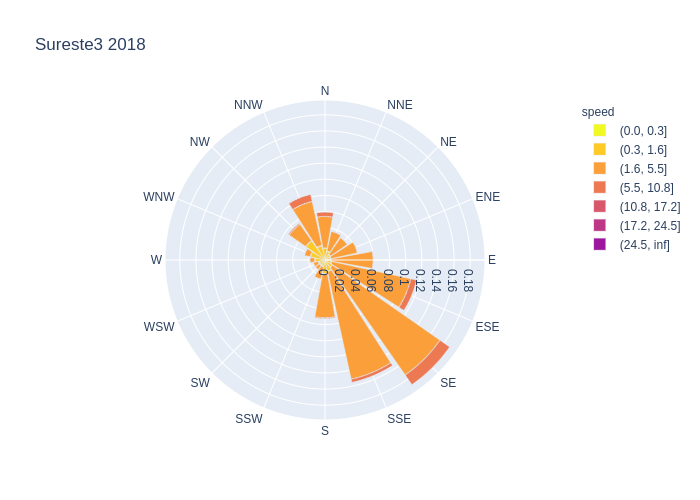 Sureste3 2018
N
NNE
NE
ENE
E
ESE
SE
SSE
S
SSW
SW
WSW
W
WNW
NW
NNW
0
0.02
0.04
0.06
0.08
0.1
0.12
0.14
0.16
0.18
speed
(0.0, 0.3]
(0.3, 1.6]
(1.6, 5.5]
(5.5, 10.8]
(10.8, 17.2]
(17.2, 24.5]
(24.5, inf]